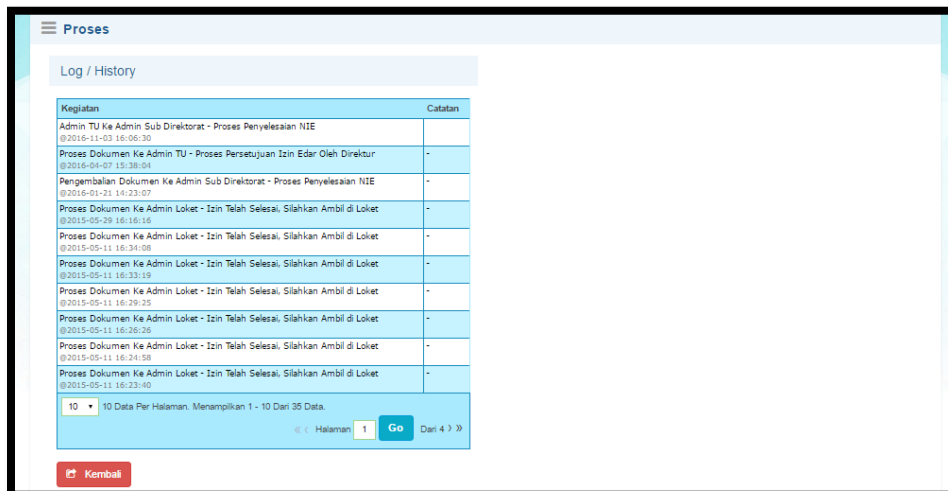 Proses
Log / History
Kegiatan Catatan
Admin TU Ke Admin Sub Direktorat - Proses Penyelesaian NIE
@2016-11-03 16:06:30
Proses Dokumen Ke Admin TU - Proses Persetujuan Izin Edar Oleh Direktur -
@2016-04-07 15:38:04
Pengembalian Dokumen Ke Admin Sub Direktorat - Proses Penyelesaian NIE -
@2016-01-21 14:23:07
Proses Dokumen Ke Admin Loket - Izin Telah Selesai, Silahkan Ambil di Loket -
@2015-05-29 16:16:16
Proses Dokumen Ke Admin Loket - Izin Telah Selesai, Silahkan Ambil di Loket -
@2015-05-11 16:34:08
Proses Dokumen Ke Admin Loket - Izin Telah Selesai, Silahkan Ambil di Loket -
@2015-05-11 16:33:19
Proses Dokumen Ke Admin Loket - Izin Telah Selesai, Silahkan Ambil di Loket -
@2015-05-11 16:29:25
Proses Dokumen Ke Admin Loket - Izin Telah Selesai, Silahkan Ambil di Loket -
@2015-05-11 16:26:26
Proses Dokumen Ke Admin Loket - Izin Telah Selesai, Silahkan Ambil di Loket -
@2015-05-11 16:24:58
Proses Dokumen Ke Admin Loket - Izin Telah Selesai, Silahkan Ambil di Loket -
@2015-05-11 16:23:40
10 10 Data Per Halaman. Menampilkan 1 - 10 Dari 35 Data.
« ‹ Halaman 1 Go Dari 4 › »
Kembali